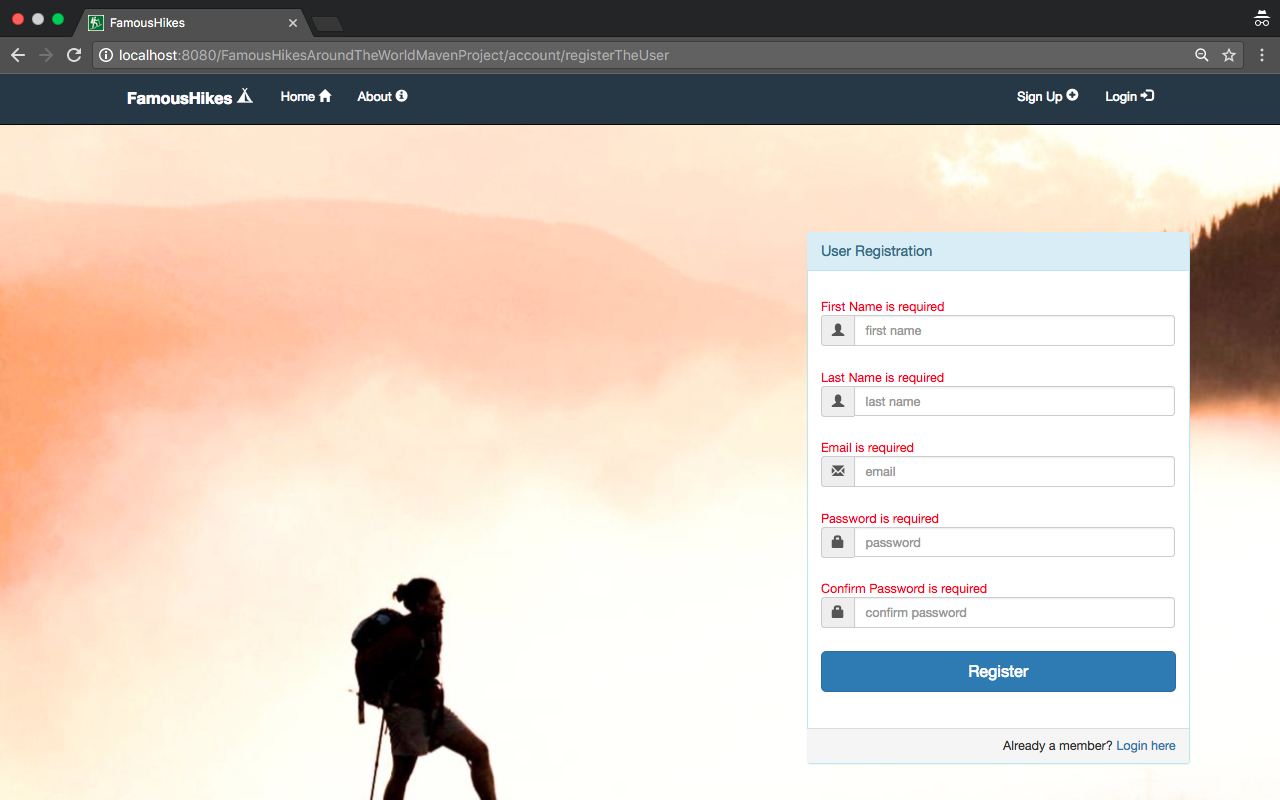 FamousHikes
localhost:8080/FamousHikesAroundTheWorldMavenProject/account/registerTheUser
FamousHikes Home About Sign Up Login
User Registration
First Name is required
first name
Last Name is required
last name
Email is required
email
Password is required
password
Confirm Password is required
confirm password
Register
Already a member? Login here